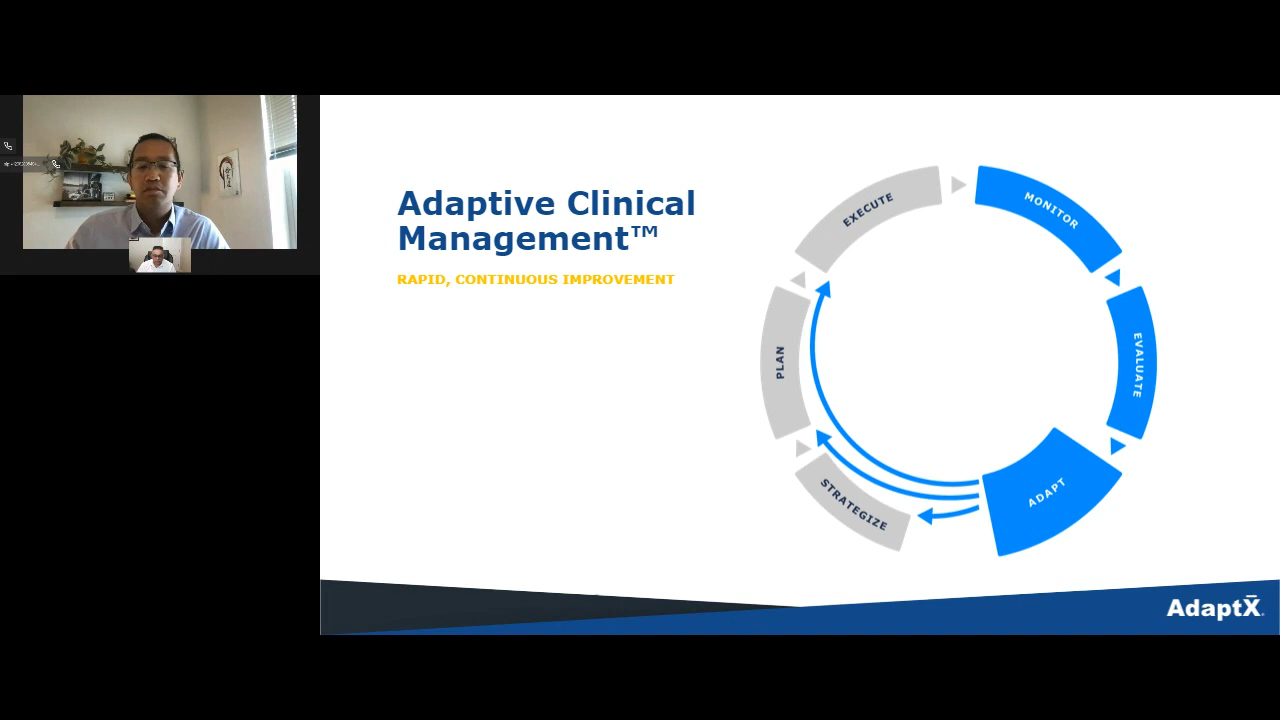 Adaptive Clinical
Management™
RAPID, CONTINUOUS IMPROVEMENT
EXECUTE
MONITOR
EVALUATE
ADAPT
STRATEGIZE
PLAN
AdaptX